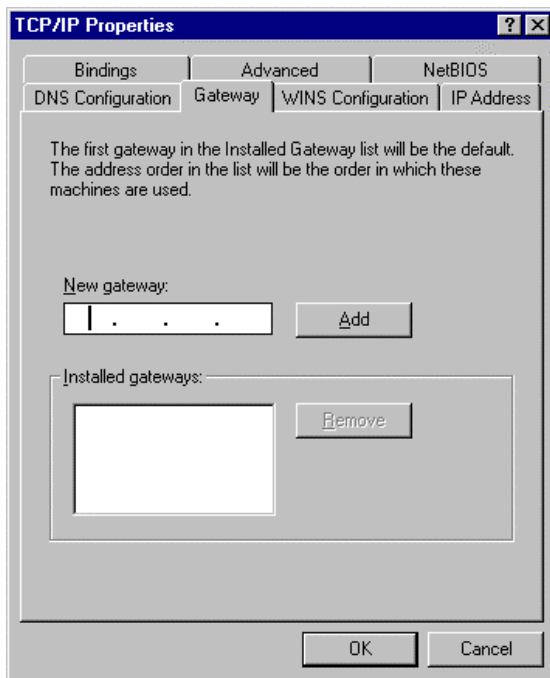 TCP/IP Properties
Bindings Advanced NetBIOS
DNS Configuration Gateway WINS Configuration IP Address
The first gateway in the Installed Gateway list will be the default.
The address order in the list will be the order in which these
machines are used.
New gateway:
. . .
Add
Installed gateways:
Remove
OK Cancel